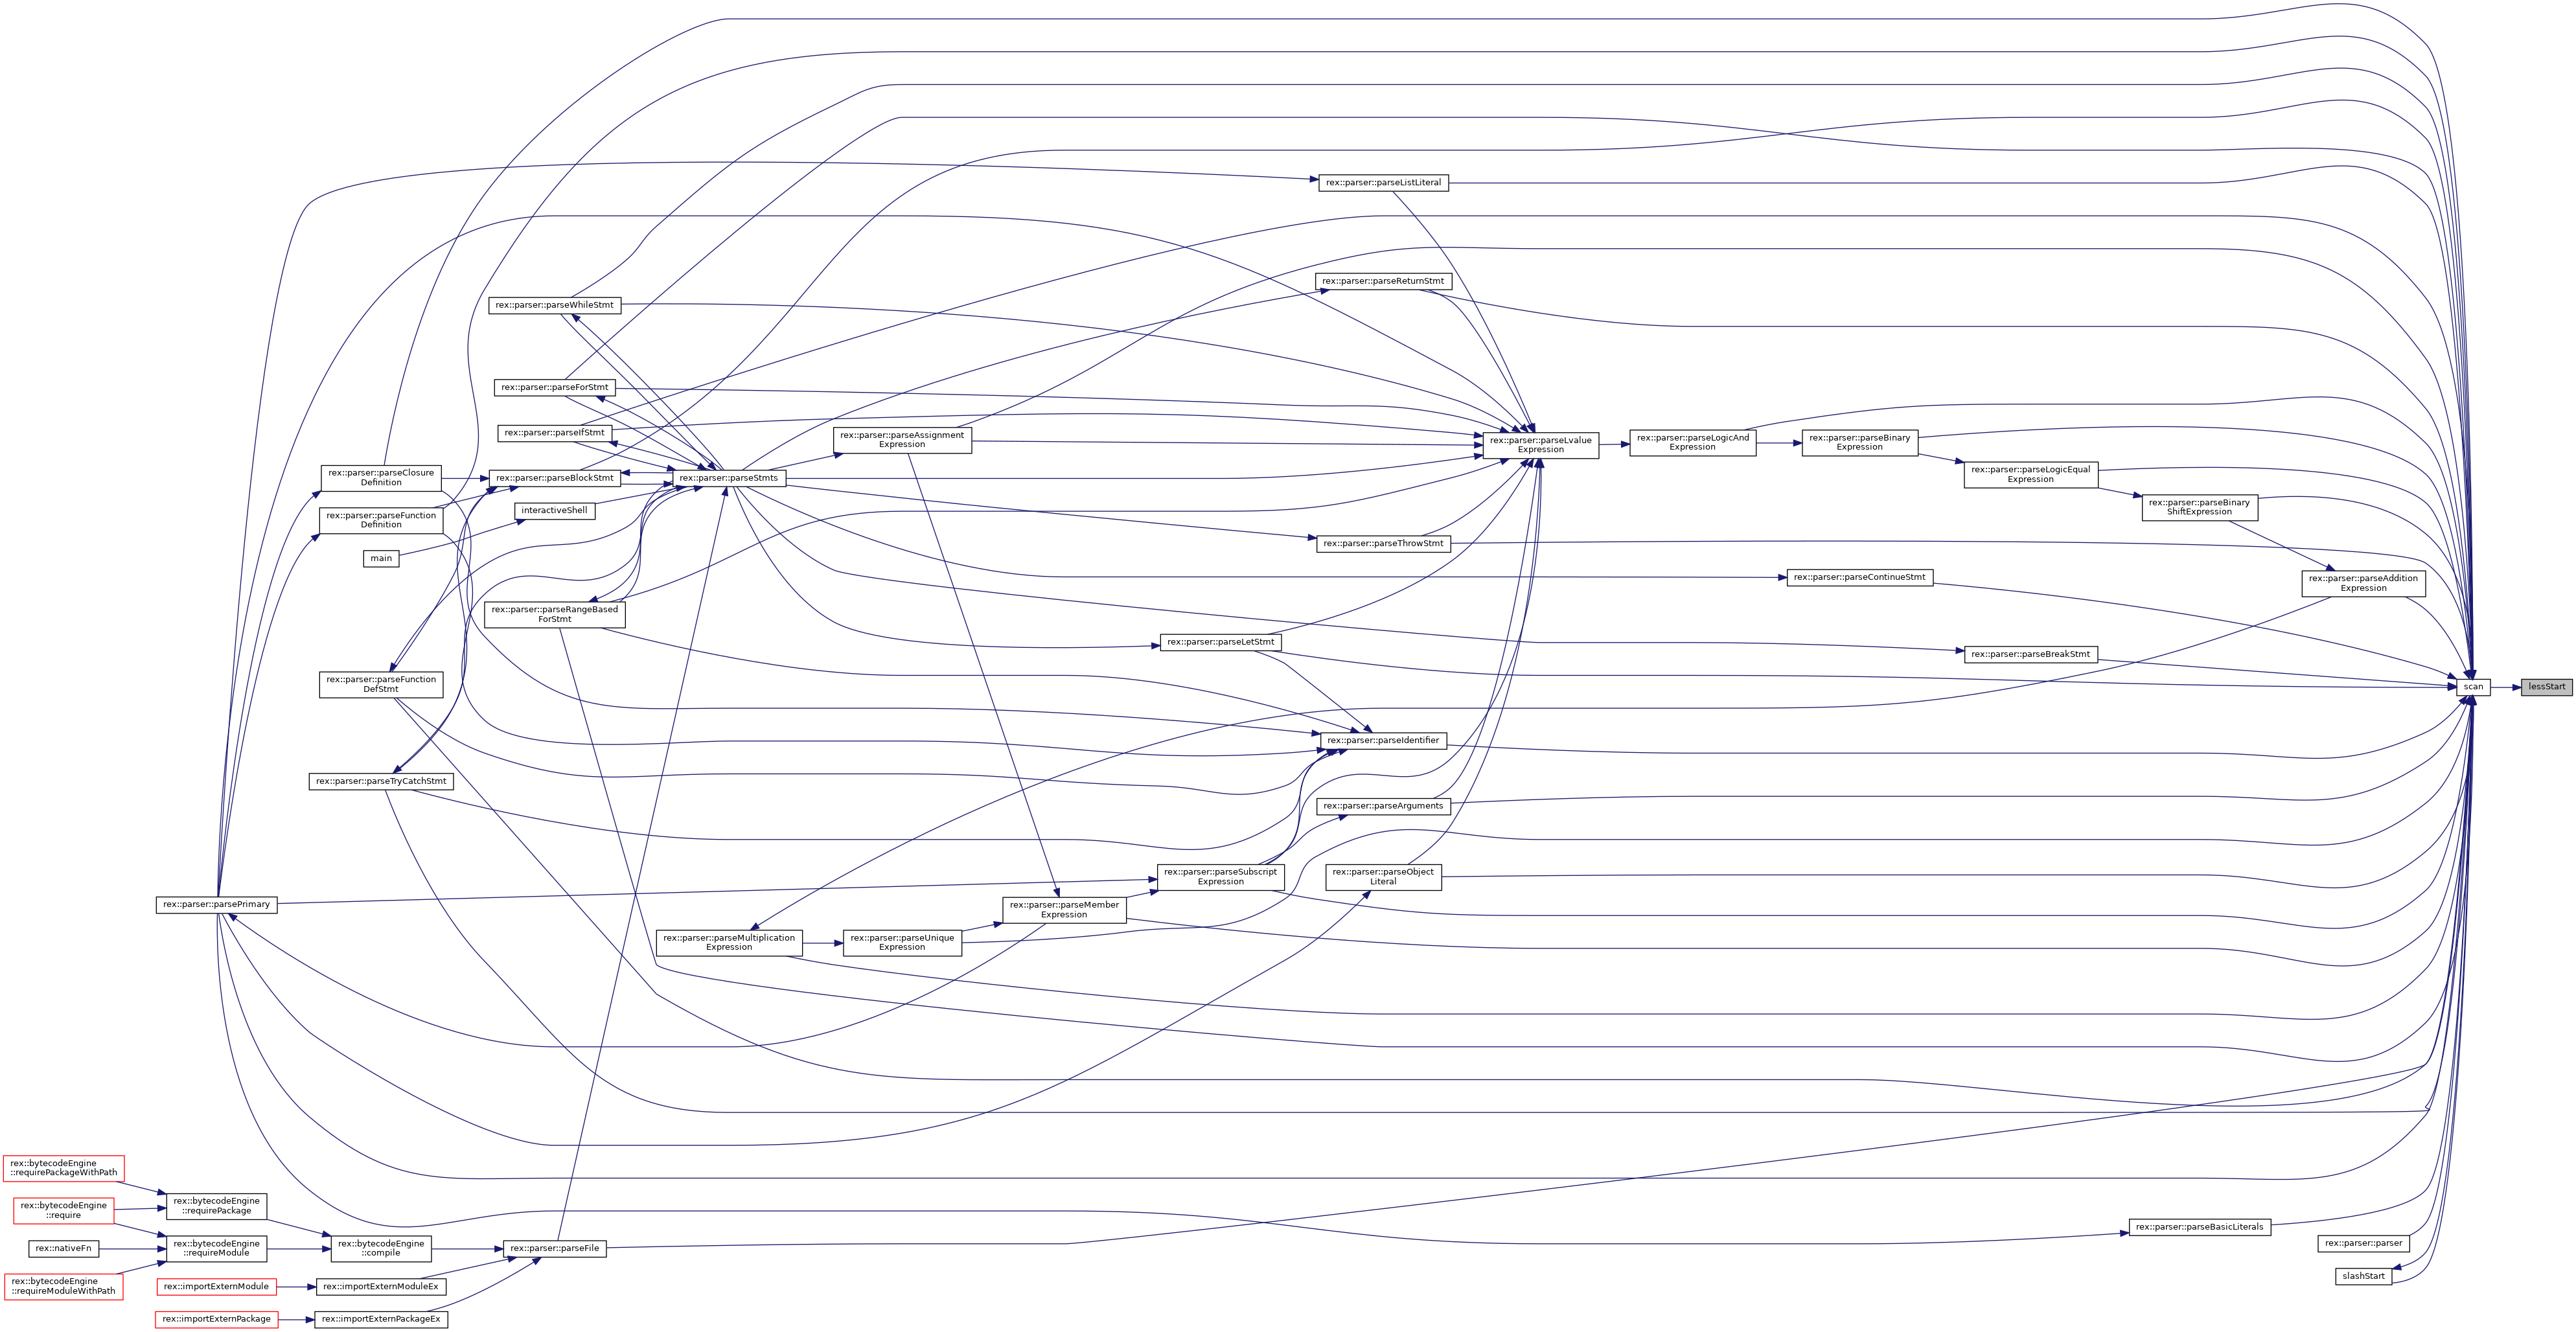 rex::parser::parseListLiteral
rex::parser::parseReturnStmt
rex::parser::parseWhileStmt
rex::parser::parseForStmt
rex::parser::parseIfStmt
rex::parser::parseAssignment
Expression
rex::parser::parseLvalue
Expression
rex::parser::parseLogicAnd
Expression
rex::parser::parseBinary
Expression
rex::parser::parseLogicEqual
Expression
rex::parser::parseClosure
Definition
rex::parser::parseBlockStmt
rex::parser::parseStmts
rex::parser::parseBinary
ShiftExpression
interactiveShell
rex::parser::parseFunction
Definition
rex::parser::parseThrowStmt
main
rex::parser::parseContinueStmt
rex::parser::parseAddition
Expression
rex::parser::parseRangeBased
ForStmt
rex::parser::parseLetStmt
rex::parser::parseBreakStmt
rex::parser::parseFunction
DefStmt
scan
lessStart
rex::parser::parseIdentifier
rex::parser::parseTryCatchStmt
rex::parser::parseArguments
rex::parser::parseSubscript
Expression
rex::parser::parseObject
Literal
rex::parser::parsePrimary
rex::parser::parseMember
Expression
rex::parser::parseMultiplication
Expression
rex::parser::parseUnique
Expression
rex::bytecodeEngine
::requirePackageWithPath
rex::bytecodeEngine
::requirePackage
rex::bytecodeEngine
::require
rex::parser::parseBasicLiterals
rex::parser::parser
rex::nativeFn
rex::bytecodeEngine
::requireModule
rex::bytecodeEngine
::compile
rex::parser::parseFile
slashStart
rex::bytecodeEngine
::requireModuleWithPath
rex::importExternModule
rex::importExternModuleEx
rex::importExternPackage
rex::importExternPackageEx